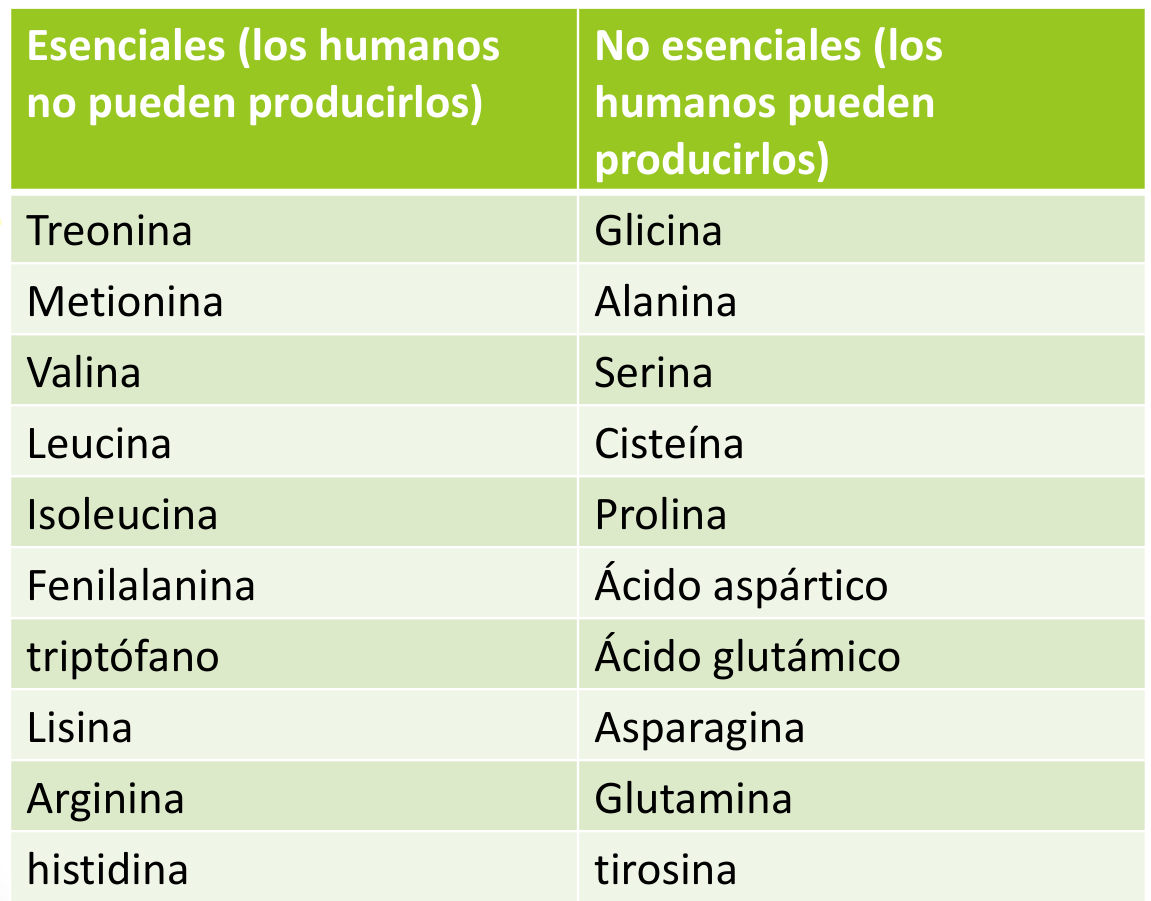 Esenciales (los humanos
no pueden producirlos)
No esenciales (los
humanos pueden
producirlos)
Treonina
Glicina
Metionina
Alanina
Valina
Serina
Leucina
Cisteína
Isoleucina
Prolina
Fenilalanina
Ácido aspártico
triptófano
Ácido glutámico
Lisina
Asparagina
Arginina
Glutamina
histidina
tirosina